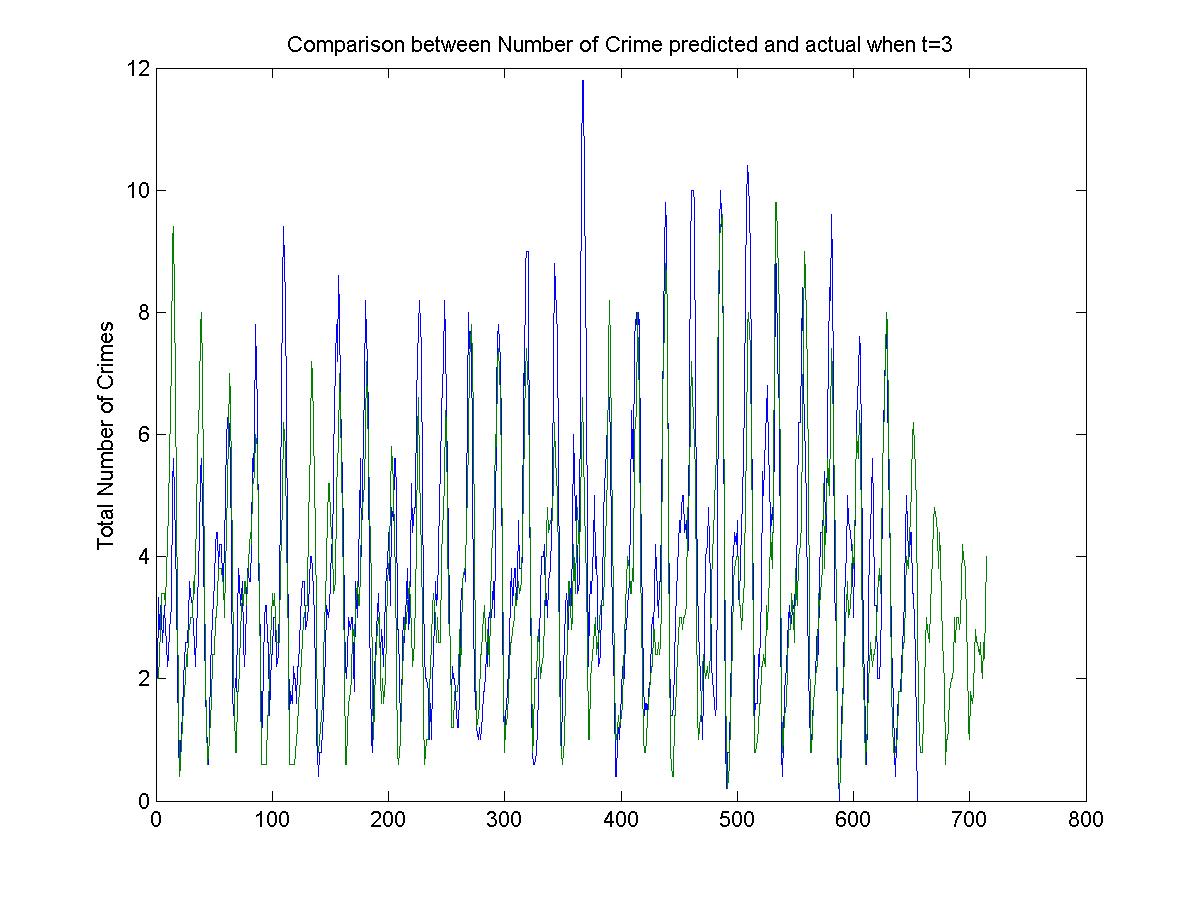 Comparison between Number of Crime predicted and actual when t=3
12
10
8
6
4
2
0
Total Number of Crimes
0 100 200 300 400 500 600 700 800